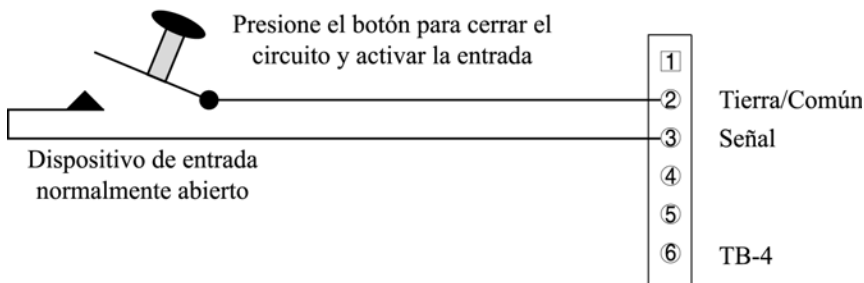 Presione el botón para cerrar el
circuito y activar la entrada
1
2 Tierra/Común
3 Señal
Dispositivo de entrada
normalmente abierto
4
5
6 TB-4